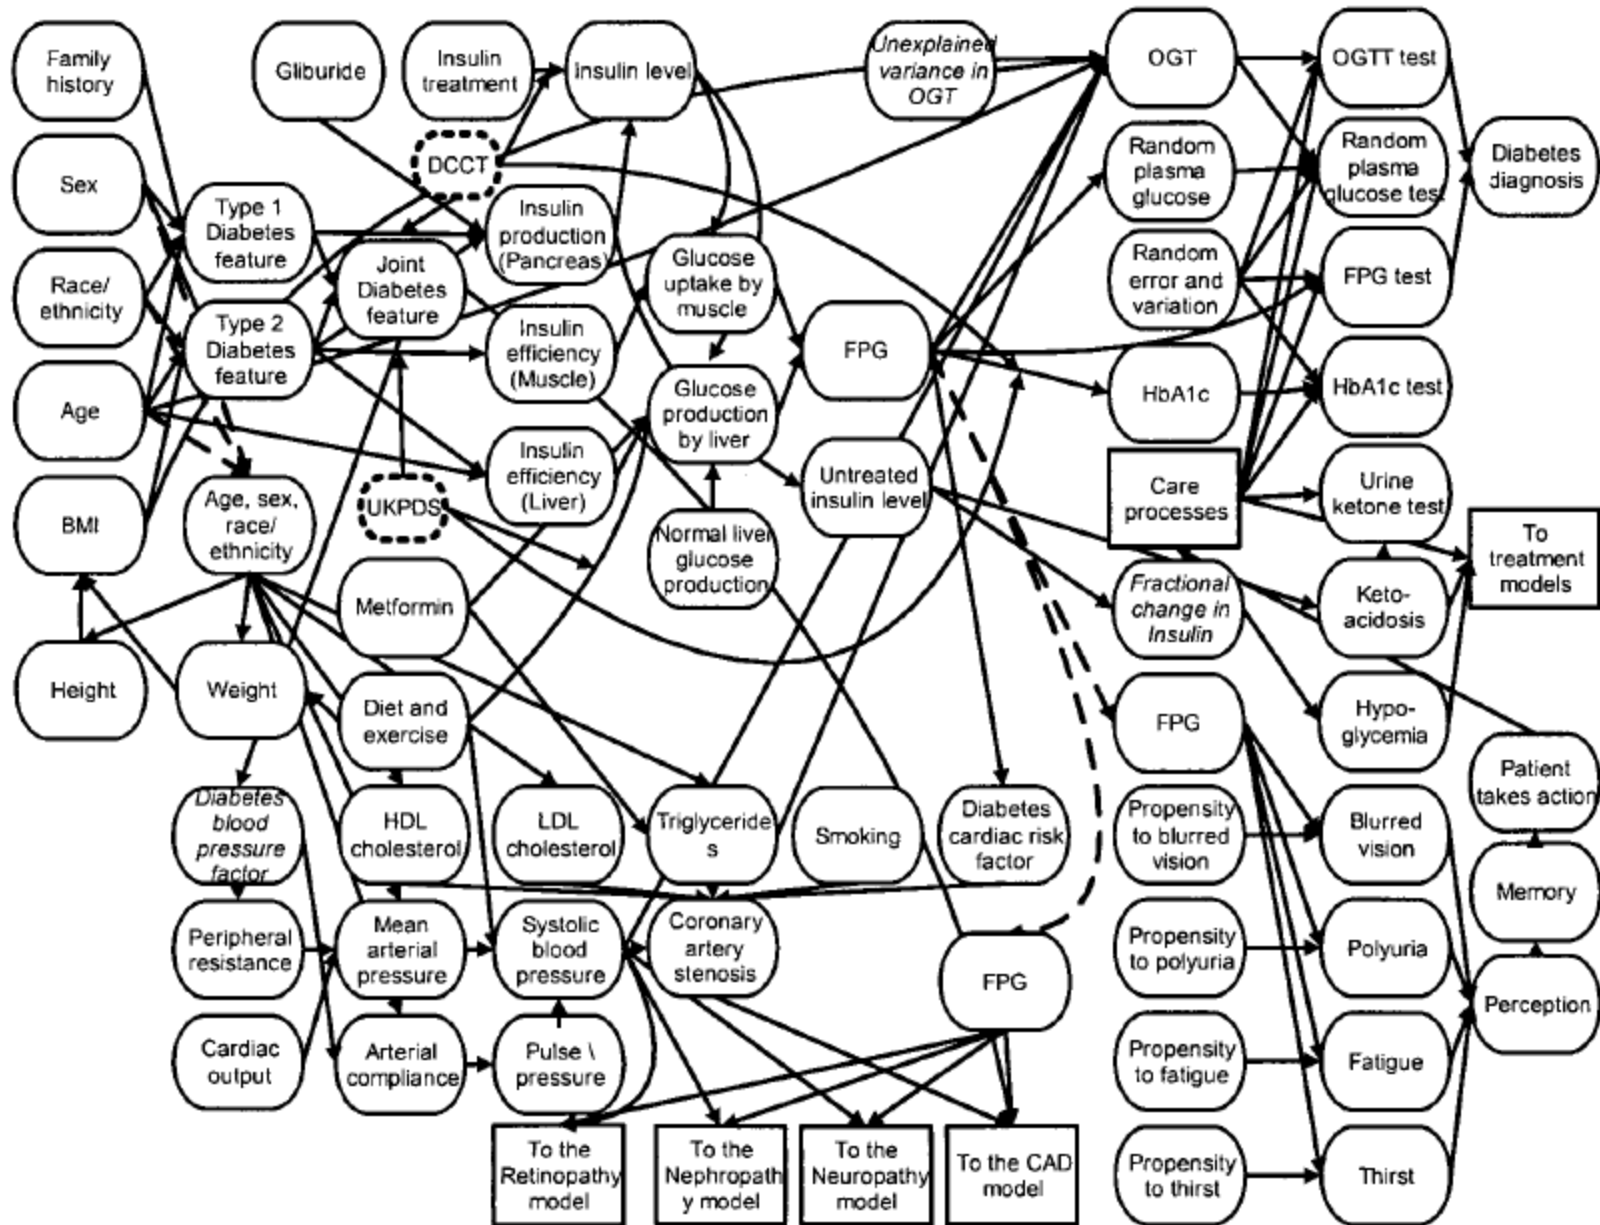 Family
history
Gliburide
Insulin
treatment
Insulin level
Unexplained
variance in
OGT
OGT
OGTT test
DCCT
Sex
Random
plasma
glucose
Random
plasma
glucose test
Diabetes
diagnosis
Type 1
Diabetes
feature
Insulin
production
(Pancreas)
Race/
ethnicity
Joint
Diabetes
feature
Glucose
uptake by
muscle
Random
error and
variation
FPG test
Type 2
Diabetes
feature
Insulin
efficiency
(Muscle)
FPG
Age
Glucose
production
by liver
HbA1c
HbA1c test
Insulin
efficiency
(Liver)
Untreated
insulin level
Care
processes
Urine
ketone test
BMI
Age, sex,
race/
ethnicity
UKPDS
Normal liver
glucose
production
To
treatment
models
Metformin
Fractional
change in
Insulin
Keto-
acidosis
Height
Weight
Diet and
exercise
FPG
Hypo-
glycemia
Patient
takes action
Diabetes
blood
pressure
factor
HDL
cholesterol
LDL
cholesterol
Triglyceride
s
Smoking
Diabetes
cardiac risk
factor
Propensity
to blurred
vision
Blurred
vision
Memory
Peripheral
resistance
Mean
arterial
pressure
Systolic
blood
pressure
Coronary
artery
stenosis
FPG
Propensity
to polyuria
Polyuria
Perception
Cardiac
output
Arterial
compliance
Pulse \
pressure
Propensity
to fatigue
Fatigue
To the
Retinopathy
model
To the
Nephropath
y model
To the
Neuropathy
model
To the CAD
model
Propensity
to thirst
Thirst